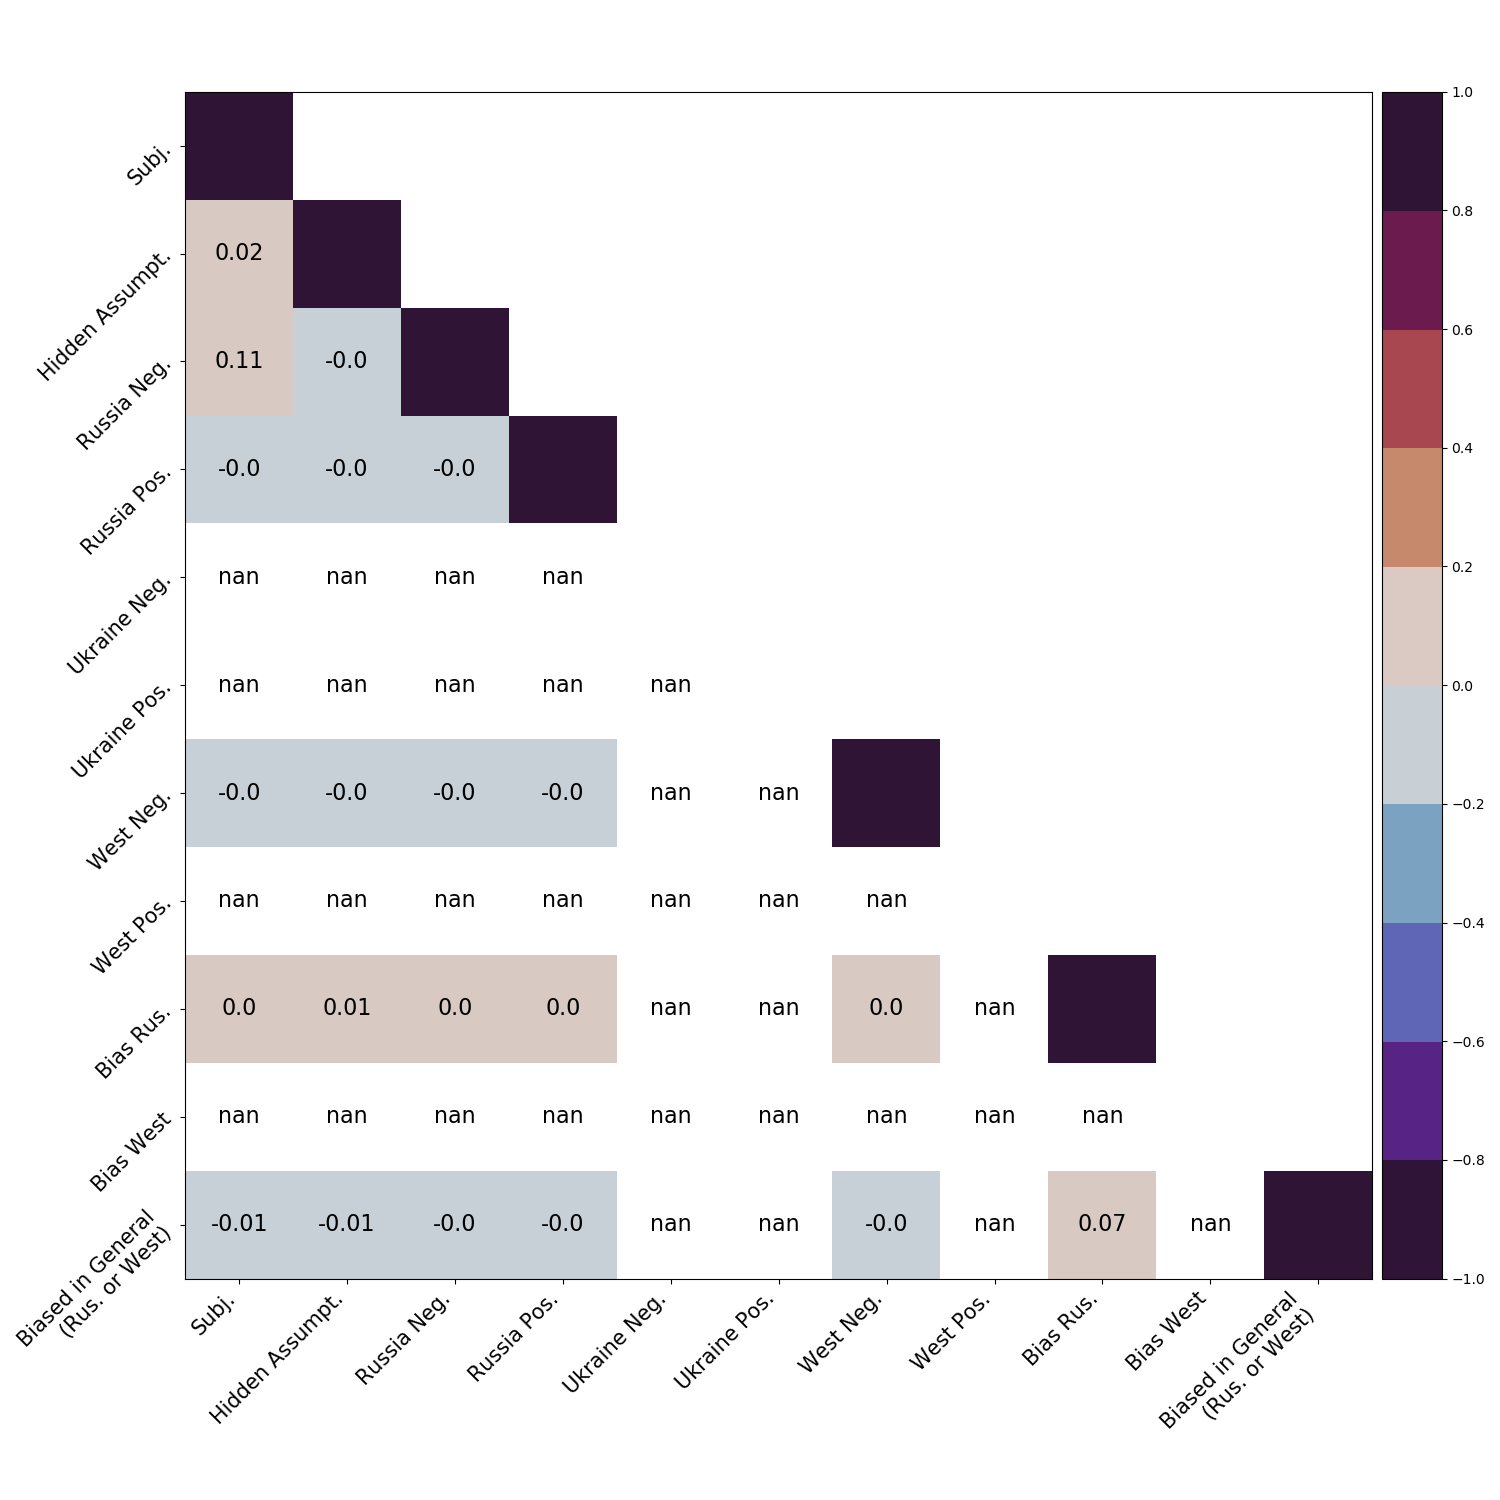 1.0
0.8
0.6
0.4
0.2
0.0
−0.2
−0.4
−0.6
−0.8
−1.0
Subj.
Hidden Assumpt.
0.02
Russia Neg.
0.11 -0.0
Russia Pos.
-0.0 -0.0 -0.0
Ukraine Neg.
nan nan nan nan
Ukraine Pos.
nan nan nan nan nan
West Neg.
-0.0 -0.0 -0.0 -0.0 nan nan
West Pos.
nan nan nan nan nan nan nan
Bias Rus.
0.0 0.01 0.0 0.0 nan nan 0.0 nan
Bias West
nan nan nan nan nan nan nan nan nan
Biased in General
(Rus. or West)
-0.01 -0.01 -0.0 -0.0 nan nan -0.0 nan 0.07 nan
Subj.
Hidden Assumpt.
Russia Neg.
Russia Pos.
Ukraine Neg.
Ukraine Pos.
West Neg.
West Pos.
Bias Rus.
Bias West
Biased in General
(Rus. or West)